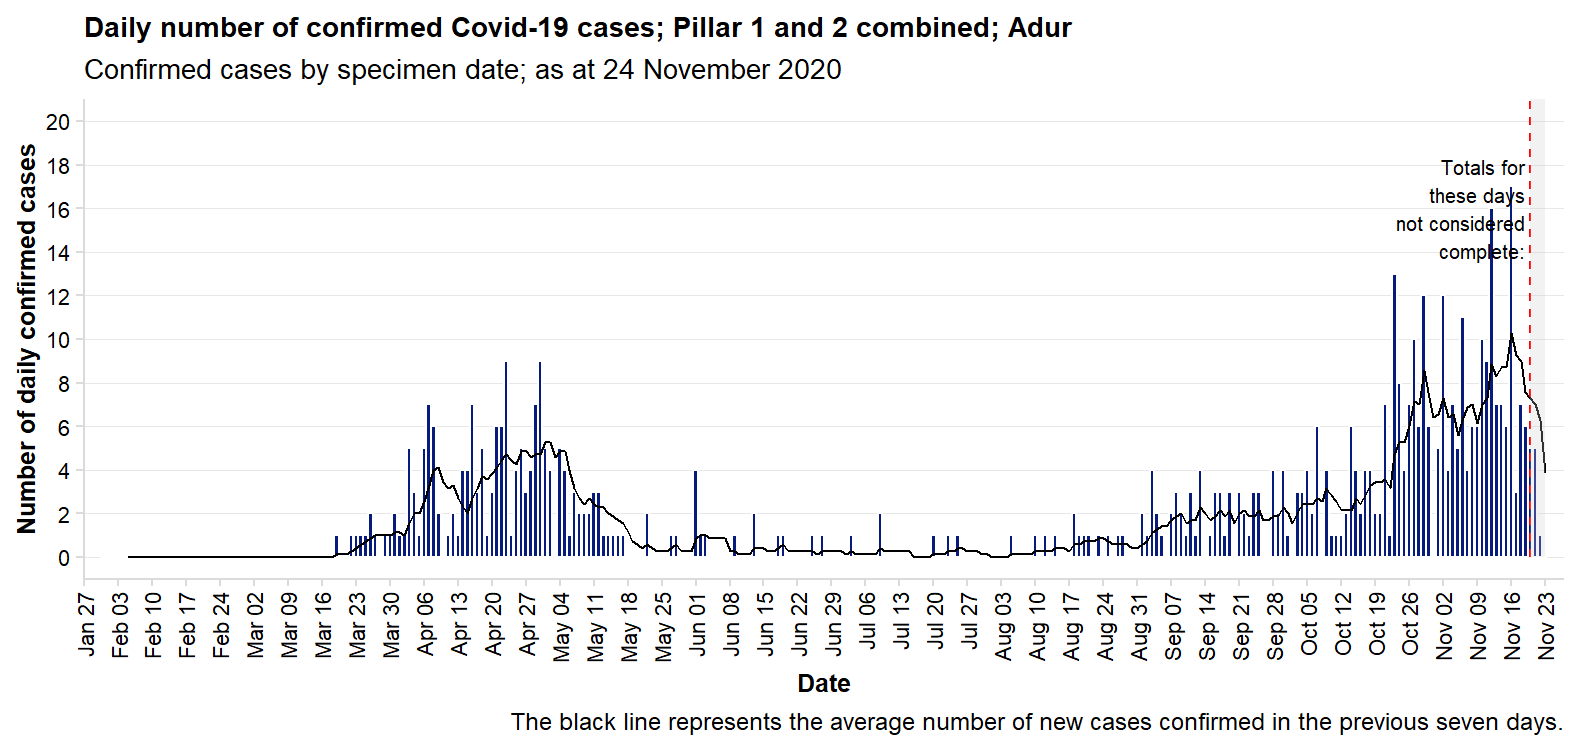 Daily number of confirmed Covid-19 cases; Pillar 1 and 2 combined; Adur
Confirmed cases by specimen date; as at 24 November 2020
Number of daily confirmed cases
20
18
16
14
12
10
8
6
4
2
0
Totals for
these days
not considered
complete:
Jan 27
Feb 03
Feb 10
Feb 17
Feb 24
Mar 02
Mar 09
Mar 16
Mar 23
Mar 30
Apr 06
Apr 13
Apr 20
Apr 27
May 04
May 11
May 18
May 25
Jun 01
Jun 08
Jun 15
Jun 22
Jun 29
Jul 06
Jul 13
Jul 20
Jul 27
Aug 03
Aug 10
Aug 17
Aug 24
Aug 31
Sep 07
Sep 14
Sep 21
Sep 28
Oct 05
Oct 12
Oct 19
Oct 26
Nov 02
Nov 09
Nov 16
Nov 23
Date
The black line represents the average number of new cases confirmed in the previous seven days.